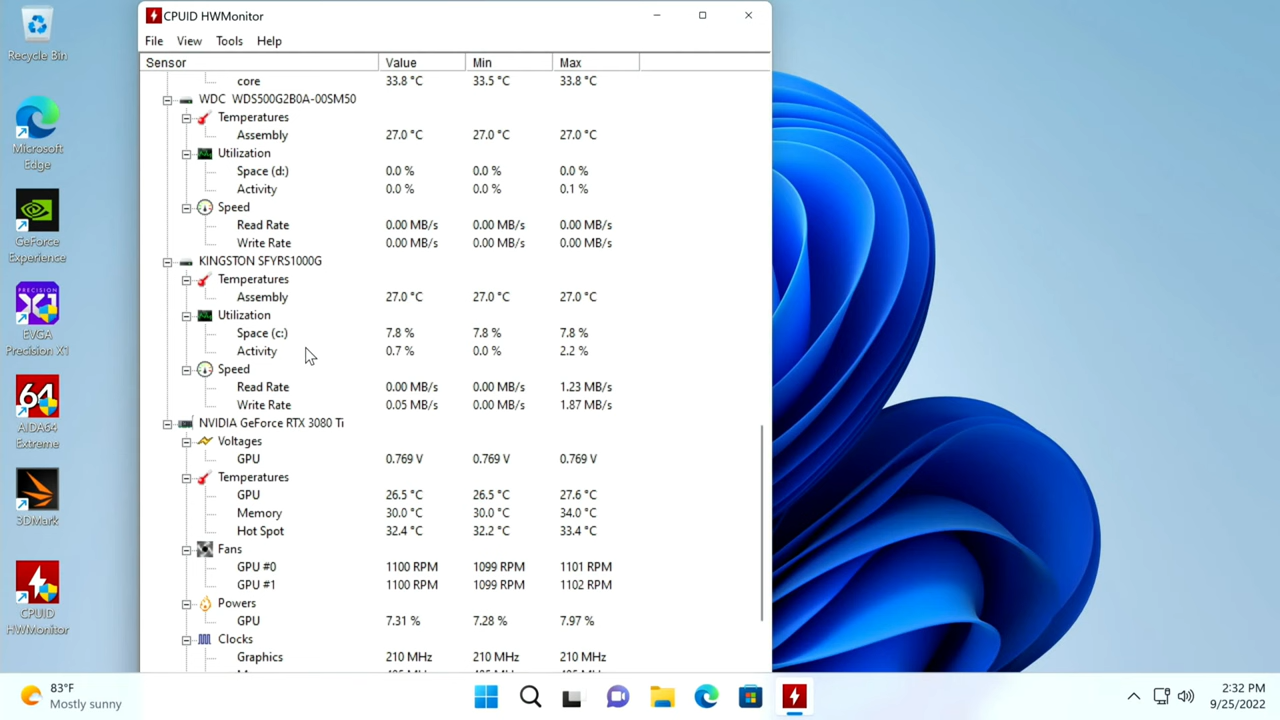 Recycle Bin
Microsoft
Edge
GeForce
Experience
PRECISION
X1
EVGA
Precision X1
64
AIDA64
Extreme
3DMark
CPUID
HWMonitor
CPUID HWMonitor
File View Tools Help
Sensor Value Min Max
core 33.8 °C 33.5 °C 33.8 °C
WDC WDS500G2B0A-00SM50
Temperatures
Assembly 27.0 °C 27.0 °C 27.0 °C
Utilization
Space (d:) 0.0 % 0.0 % 0.0 %
Activity 0.0 % 0.0 % 0.1 %
Speed
Read Rate 0.00 MB/s 0.00 MB/s 0.00 MB/s
Write Rate 0.00 MB/s 0.00 MB/s 0.00 MB/s
KINGSTON SFYRS1000G
Temperatures
Assembly 27.0 °C 27.0 °C 27.0 °C
Utilization
Space (c:) 7.8 % 7.8 % 7.8 %
Activity 0.7 % 0.0 % 2.2 %
Speed
Read Rate 0.00 MB/s 0.00 MB/s 1.23 MB/s
Write Rate 0.05 MB/s 0.00 MB/s 1.87 MB/s
NVIDIA GeForce RTX 3080 Ti
Voltages
GPU 0.769 V 0.769 V 0.769 V
Temperatures
GPU 26.5 °C 26.5 °C 27.6 °C
Memory 30.0 °C 30.0 °C 34.0 °C
Hot Spot 32.4 °C 32.2 °C 33.4 °C
Fans
GPU #0 1100 RPM 1099 RPM 1101 RPM
GPU #1 1100 RPM 1099 RPM 1102 RPM
Powers
GPU 7.31 % 7.28 % 7.97 %
Clocks
Graphics 210 MHz 210 MHz 210 MHz
83°F
Mostly sunny
2:32 PM
9/25/2022